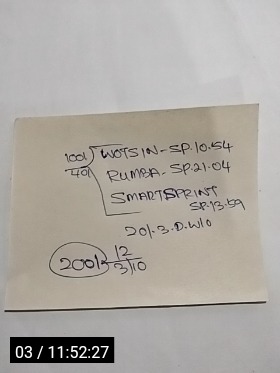 100/ WOTSIN-SP.10.54
40/ RUMBA-SP.21.04
SMARTSPRINT
SP.13.59
20/.3.D.W/O
200/ 12
3/10
03 / 11:52:27